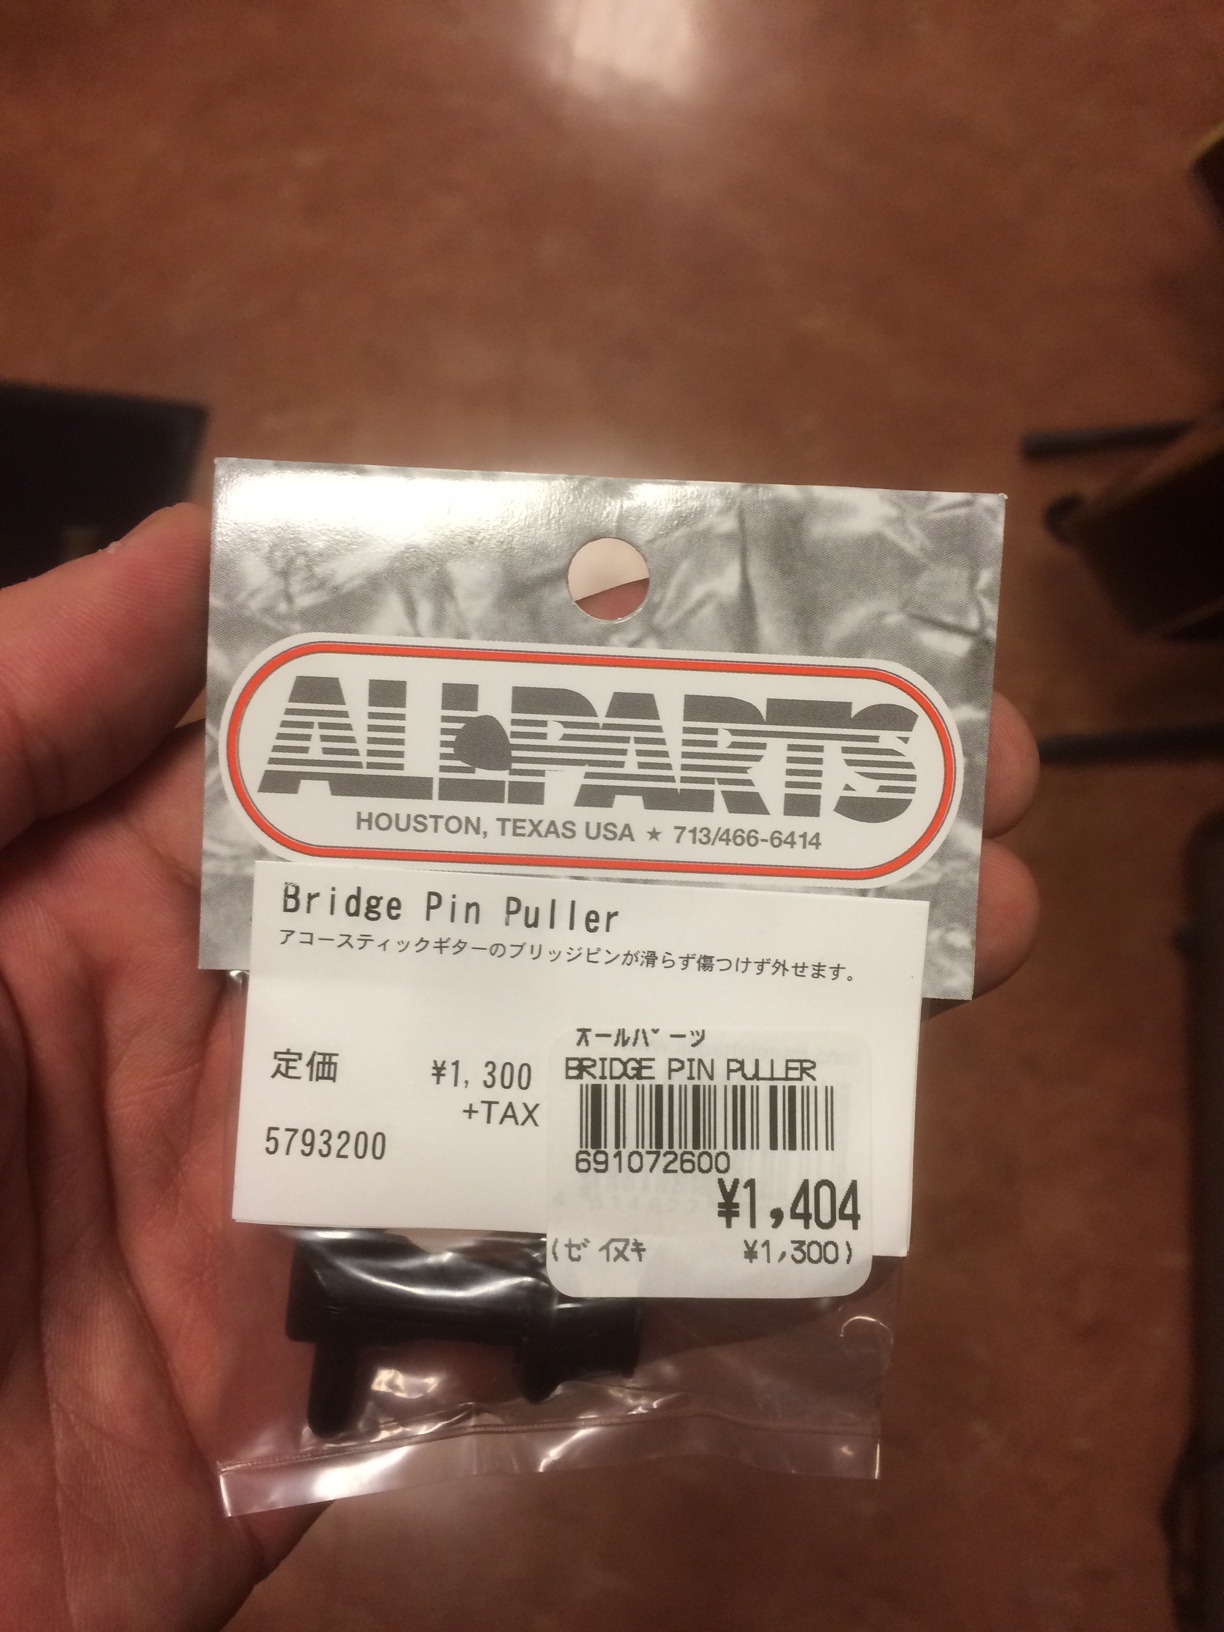 ALLPARTS
HOUSTON, TEXAS USA ★ 713/466-6414
Bridge Pin Puller
アコースティックギターのブリッジピンが滑らず傷つけず外せます。
定価 ¥1,300
+TAX
5793200
オールパーツ
BRIDGE PIN PULLER
691072600
¥1,404
(ゼイヌキ ¥1,300)